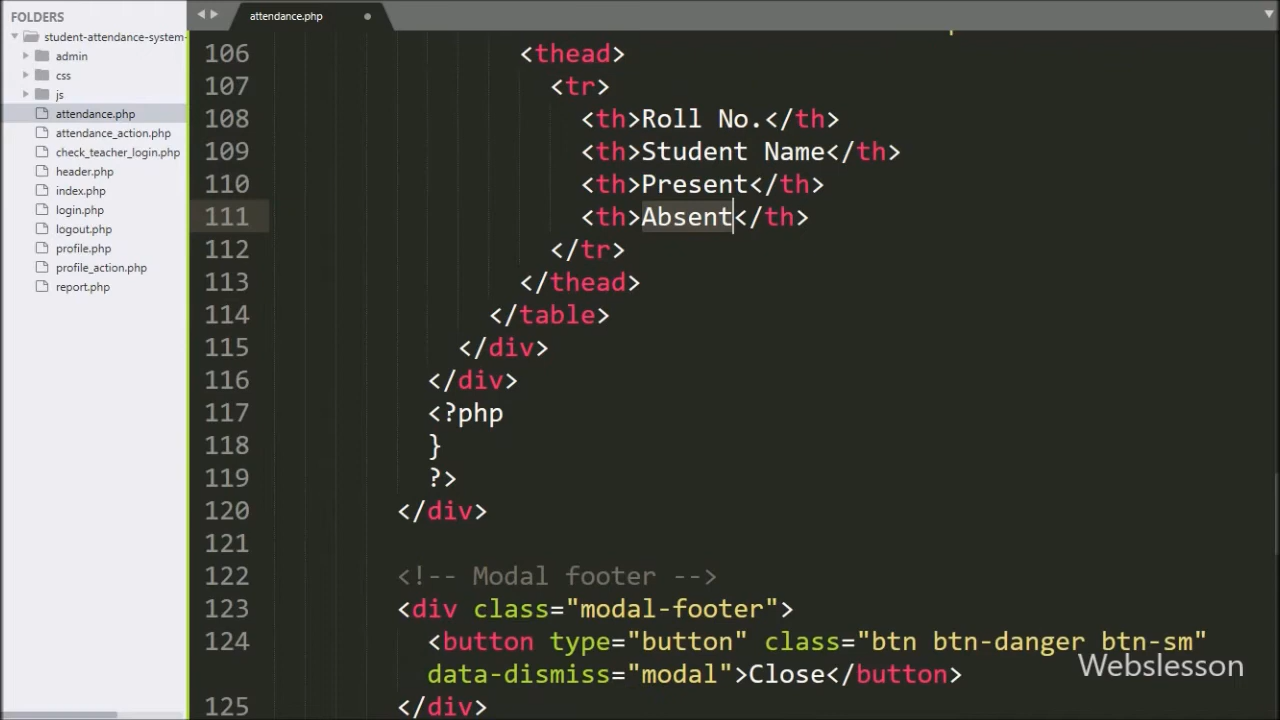 FOLDERS
student-attendance-system-
admin
css
js
attendance.php
attendance_action.php
check_teacher_login.php
header.php
index.php
login.php
logout.php
profile.php
profile_action.php
report.php
attendance.php
106 <thead>
107 <tr>
108 <th>Roll No.</th>
109 <th>Student Name</th>
110 <th>Present</th>
111 <th>Absent</th>
112 </tr>
113 </thead>
114 </table>
115 </div>
116 </div>
117 <?php
118 }
119 ?>
120 </div>
121
122 <!-- Modal footer -->
123 <div class="modal-footer">
124 <button type="button" class="btn btn-danger btn-sm"
data-dismiss="modal">Close</button>
125 </div>
Webslesson